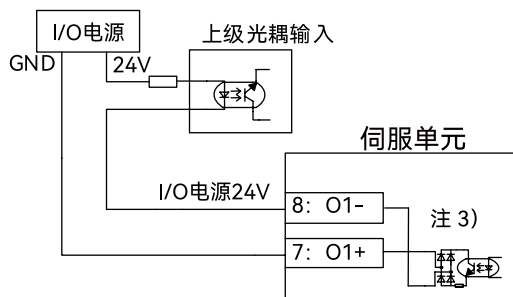 I/O电源
上级光耦输入
GND
24V
伺服单元
I/O电源24V
8: O1-
注 3)
7: O1+